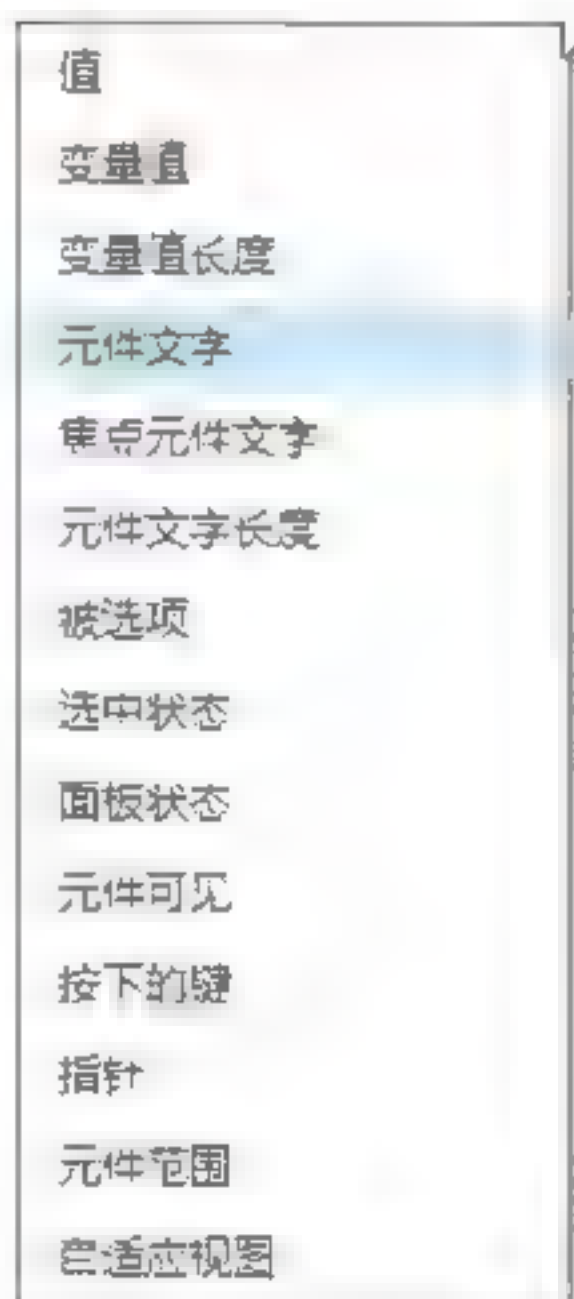 值
变量值
变量值长度
元件文字
焦点元件文字
元件文字长度
被选项
选中状态
面板状态
元件可见
按下的键
指针
元件范围
自适应视图